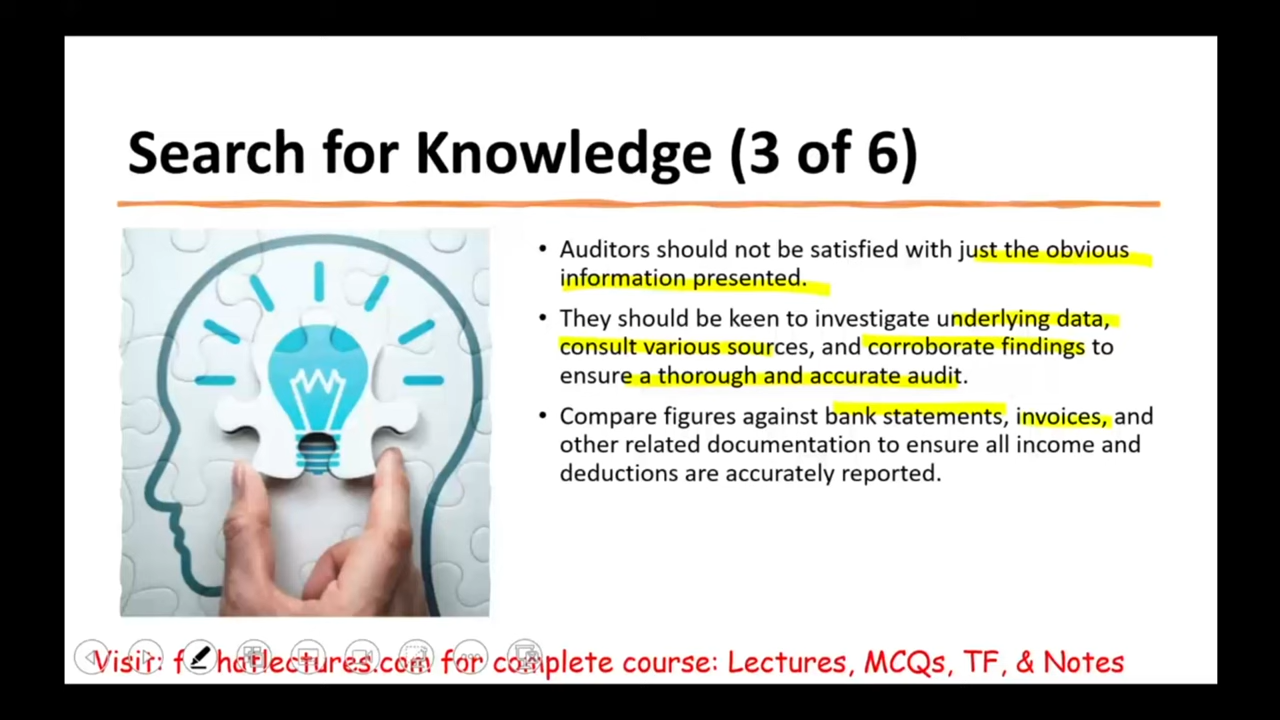 Search for Knowledge (3 of 6)
• Auditors should not be satisfied with just the obvious
information presented.
• They should be keen to investigate underlying data,
consult various sources, and corroborate findings to
ensure a thorough and accurate audit.
• Compare figures against bank statements, invoices, and
other related documentation to ensure all income and
deductions are accurately reported.
Visit: for complete course: Lectures, MCQs, TF, & Notes